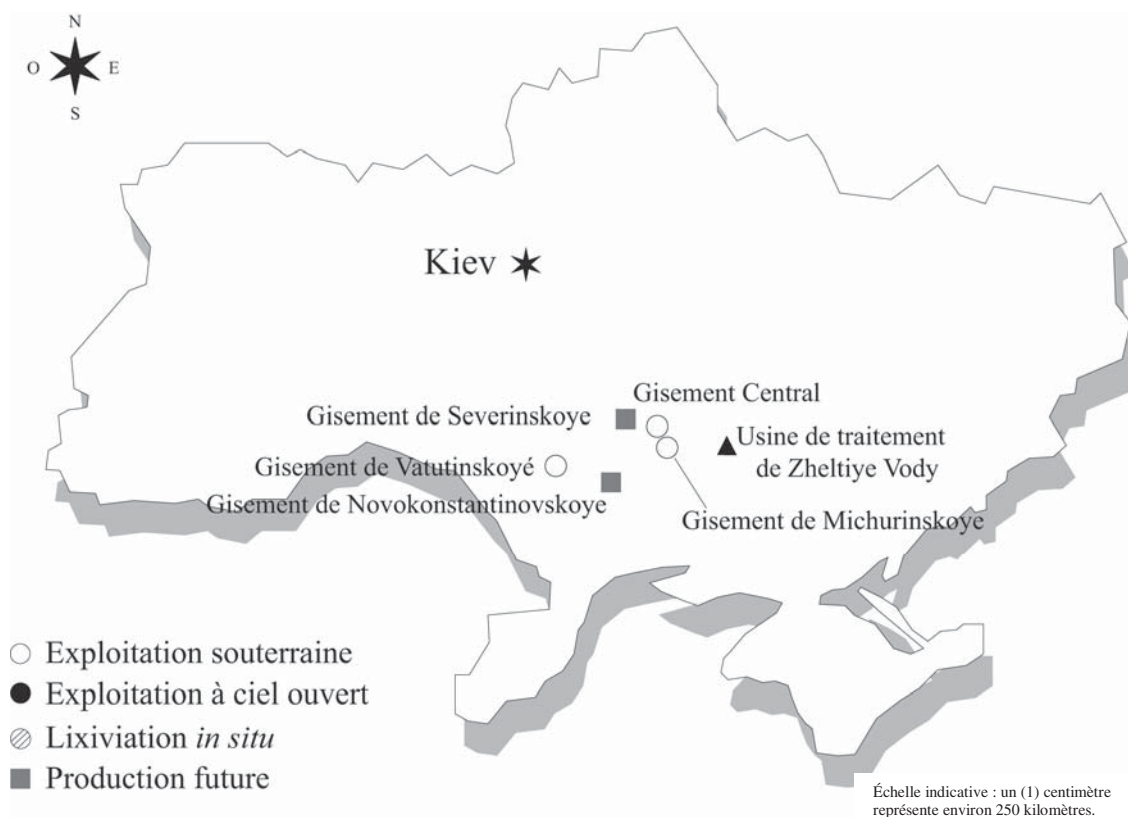 N
O E
S
Kiev
Gisement Central
Gisement de Severinskoye
Usine de traitement
de Zheltiye Vody
Gisement de Vatutinskoyé
Gisement de Novokonstantinovskoye
Gisement de Michurinskoye
Exploitation souterraine
Exploitation à ciel ouvert
Lixiviation in situ
Production future
Échelle indicative : un (1) centimètre
représente environ 250 kilomètres.